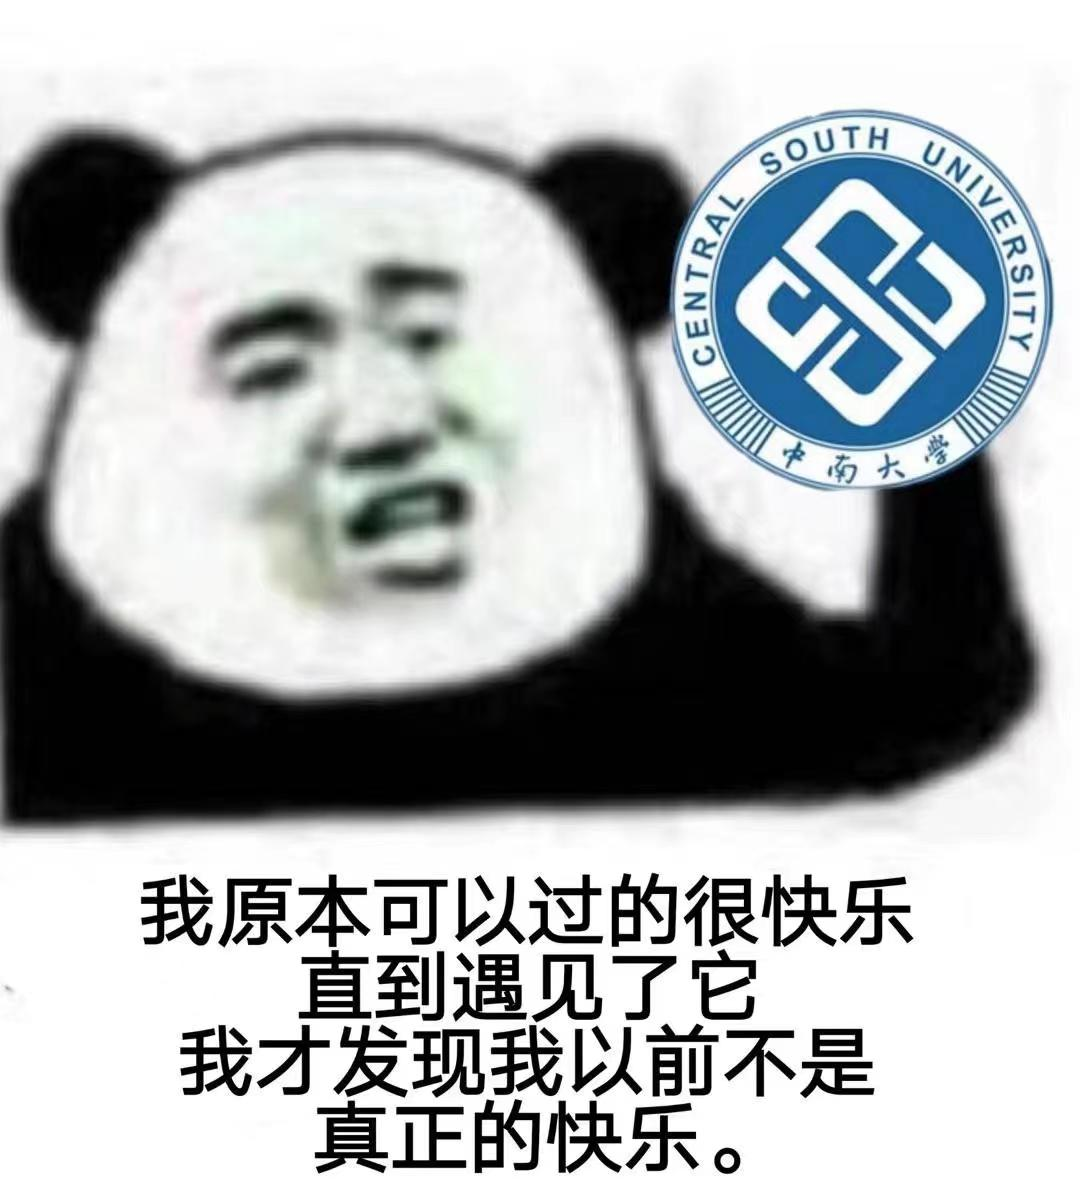 CENTRAL SOUTH UNIVERSITY
中南大学
我原本可以过的很快乐
直到遇见了它
我才发现我以前不是
真正的快乐。